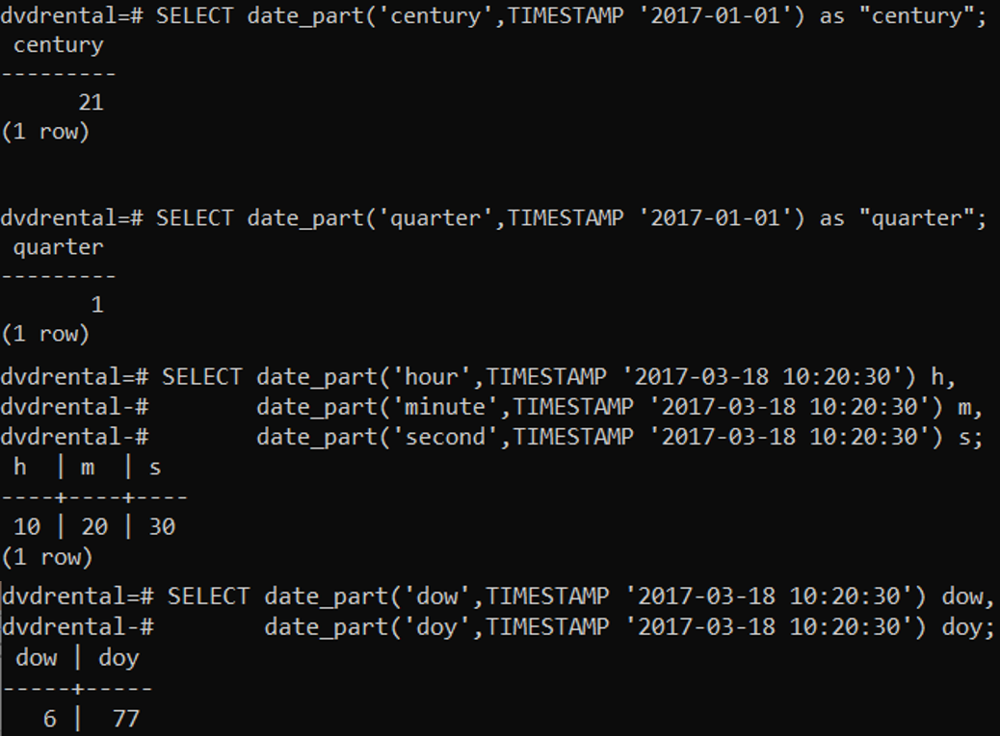 dvdrental=# SELECT date_part('century',TIMESTAMP '2017-01-01') as "century";
 century
---------
      21
(1 row)
dvdrental=# SELECT date_part('quarter',TIMESTAMP '2017-01-01') as "quarter";
 quarter
---------
       1
(1 row)
dvdrental=# SELECT date_part('hour',TIMESTAMP '2017-03-18 10:20:30') h,
dvdrental-#        date_part('minute',TIMESTAMP '2017-03-18 10:20:30') m,
dvdrental-#        date_part('second',TIMESTAMP '2017-03-18 10:20:30') s;
 h  | m  | s
----+----+----
 10 | 20 | 30
(1 row)
dvdrental=# SELECT date_part('dow',TIMESTAMP '2017-03-18 10:20:30') dow,
dvdrental-#        date_part('doy',TIMESTAMP '2017-03-18 10:20:30') doy;
 dow | doy
-----+-----
   6 |  77